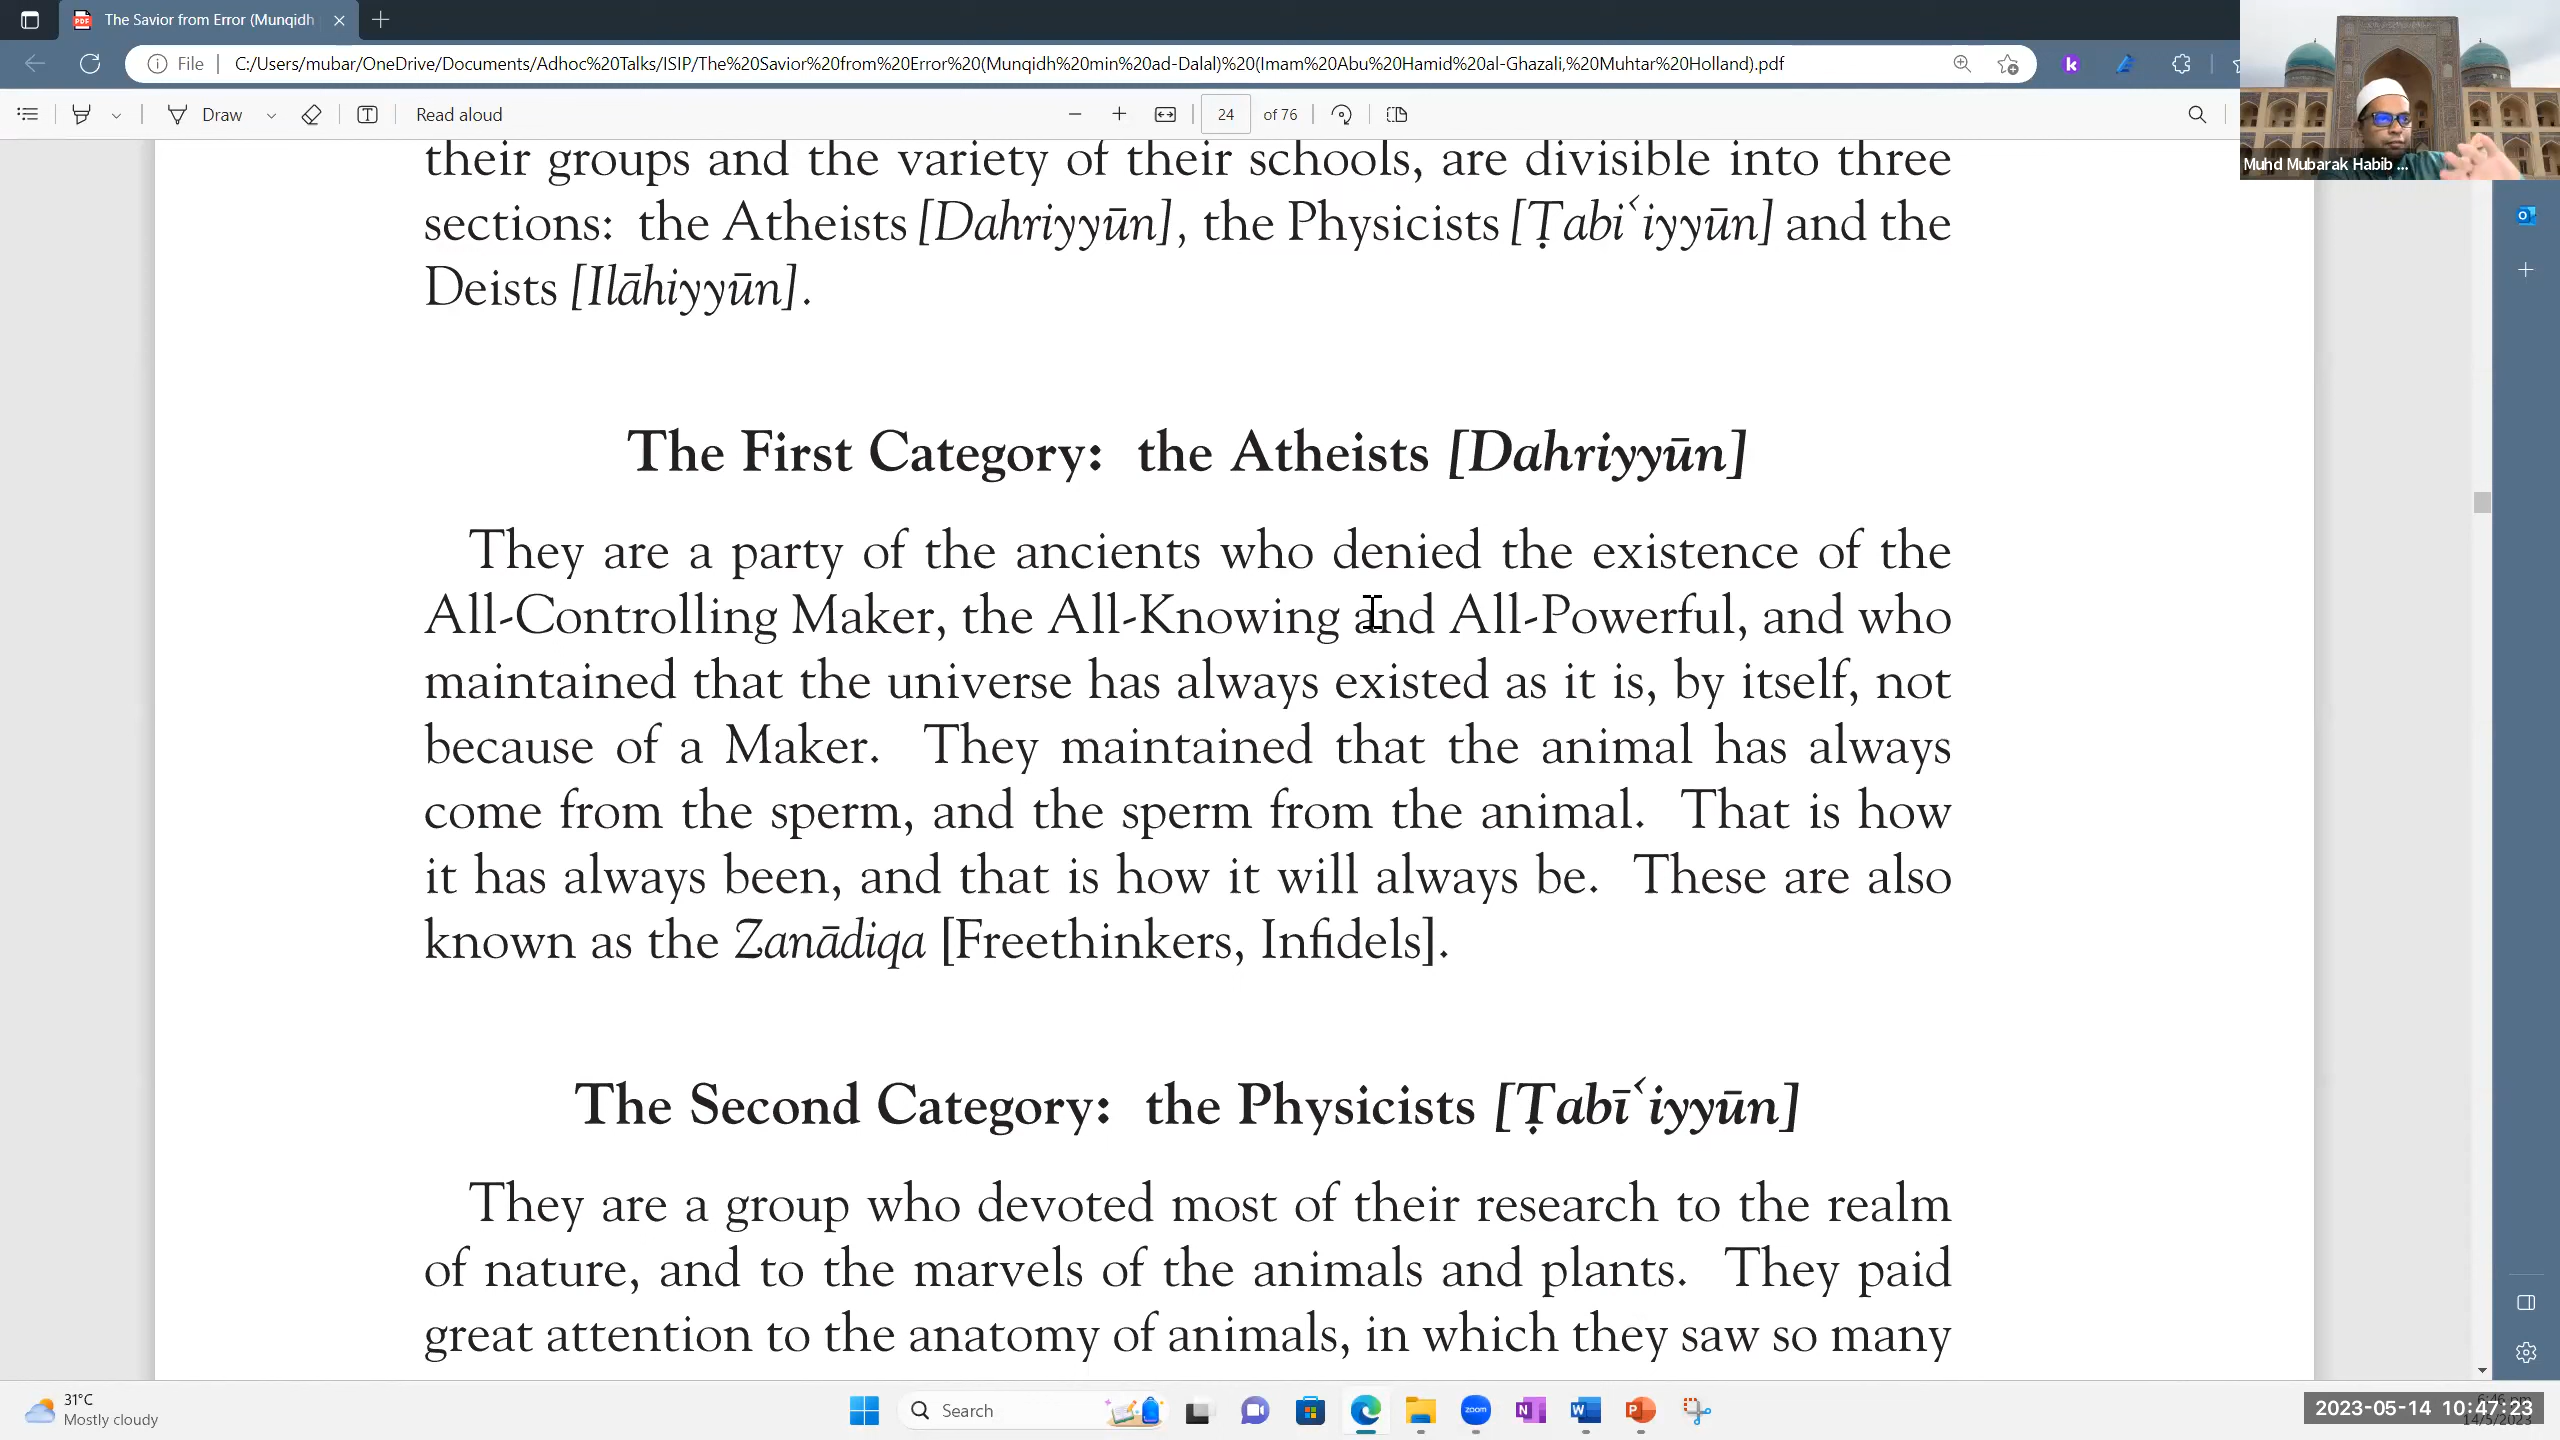 The Savior from Error (Munqidh
File
C:/Users/mubar/OneDrive/Documents/Adhoc%20Talks/ISIP/The%20Savior%20from%20Error%20(Munqidh%20min%20ad-Dalal)%20(Imam%20Abu%20Hamid%20al-Ghazali,%20Muhtar%20Holland).pdf
Draw
Read aloud
24
of 76
Muhd Mubarak Habib ...
their groups and the variety of their schools, are divisible into three
sections: the Atheists [Dahriyyūn], the Physicists [Ṭabiʿiyyūn] and the
Deists [Ilāhiyyūn].
The First Category: the Atheists [Dahriyyūn]
They are a party of the ancients who denied the existence of the
All-Controlling Maker, the All-Knowing and All-Powerful, and who
maintained that the universe has always existed as it is, by itself, not
because of a Maker. They maintained that the animal has always
come from the sperm, and the sperm from the animal. That is how
it has always been, and that is how it will always be. These are also
known as the Zanādiqa [Freethinkers, Infidels].
The Second Category: the Physicists [Ṭabīʿiyyūn]
They are a group who devoted most of their research to the realm
of nature, and to the marvels of the animals and plants. They paid
great attention to the anatomy of animals, in which they saw so many
31°C
Mostly cloudy
Search
zoom
2023-05-14 10:47:23